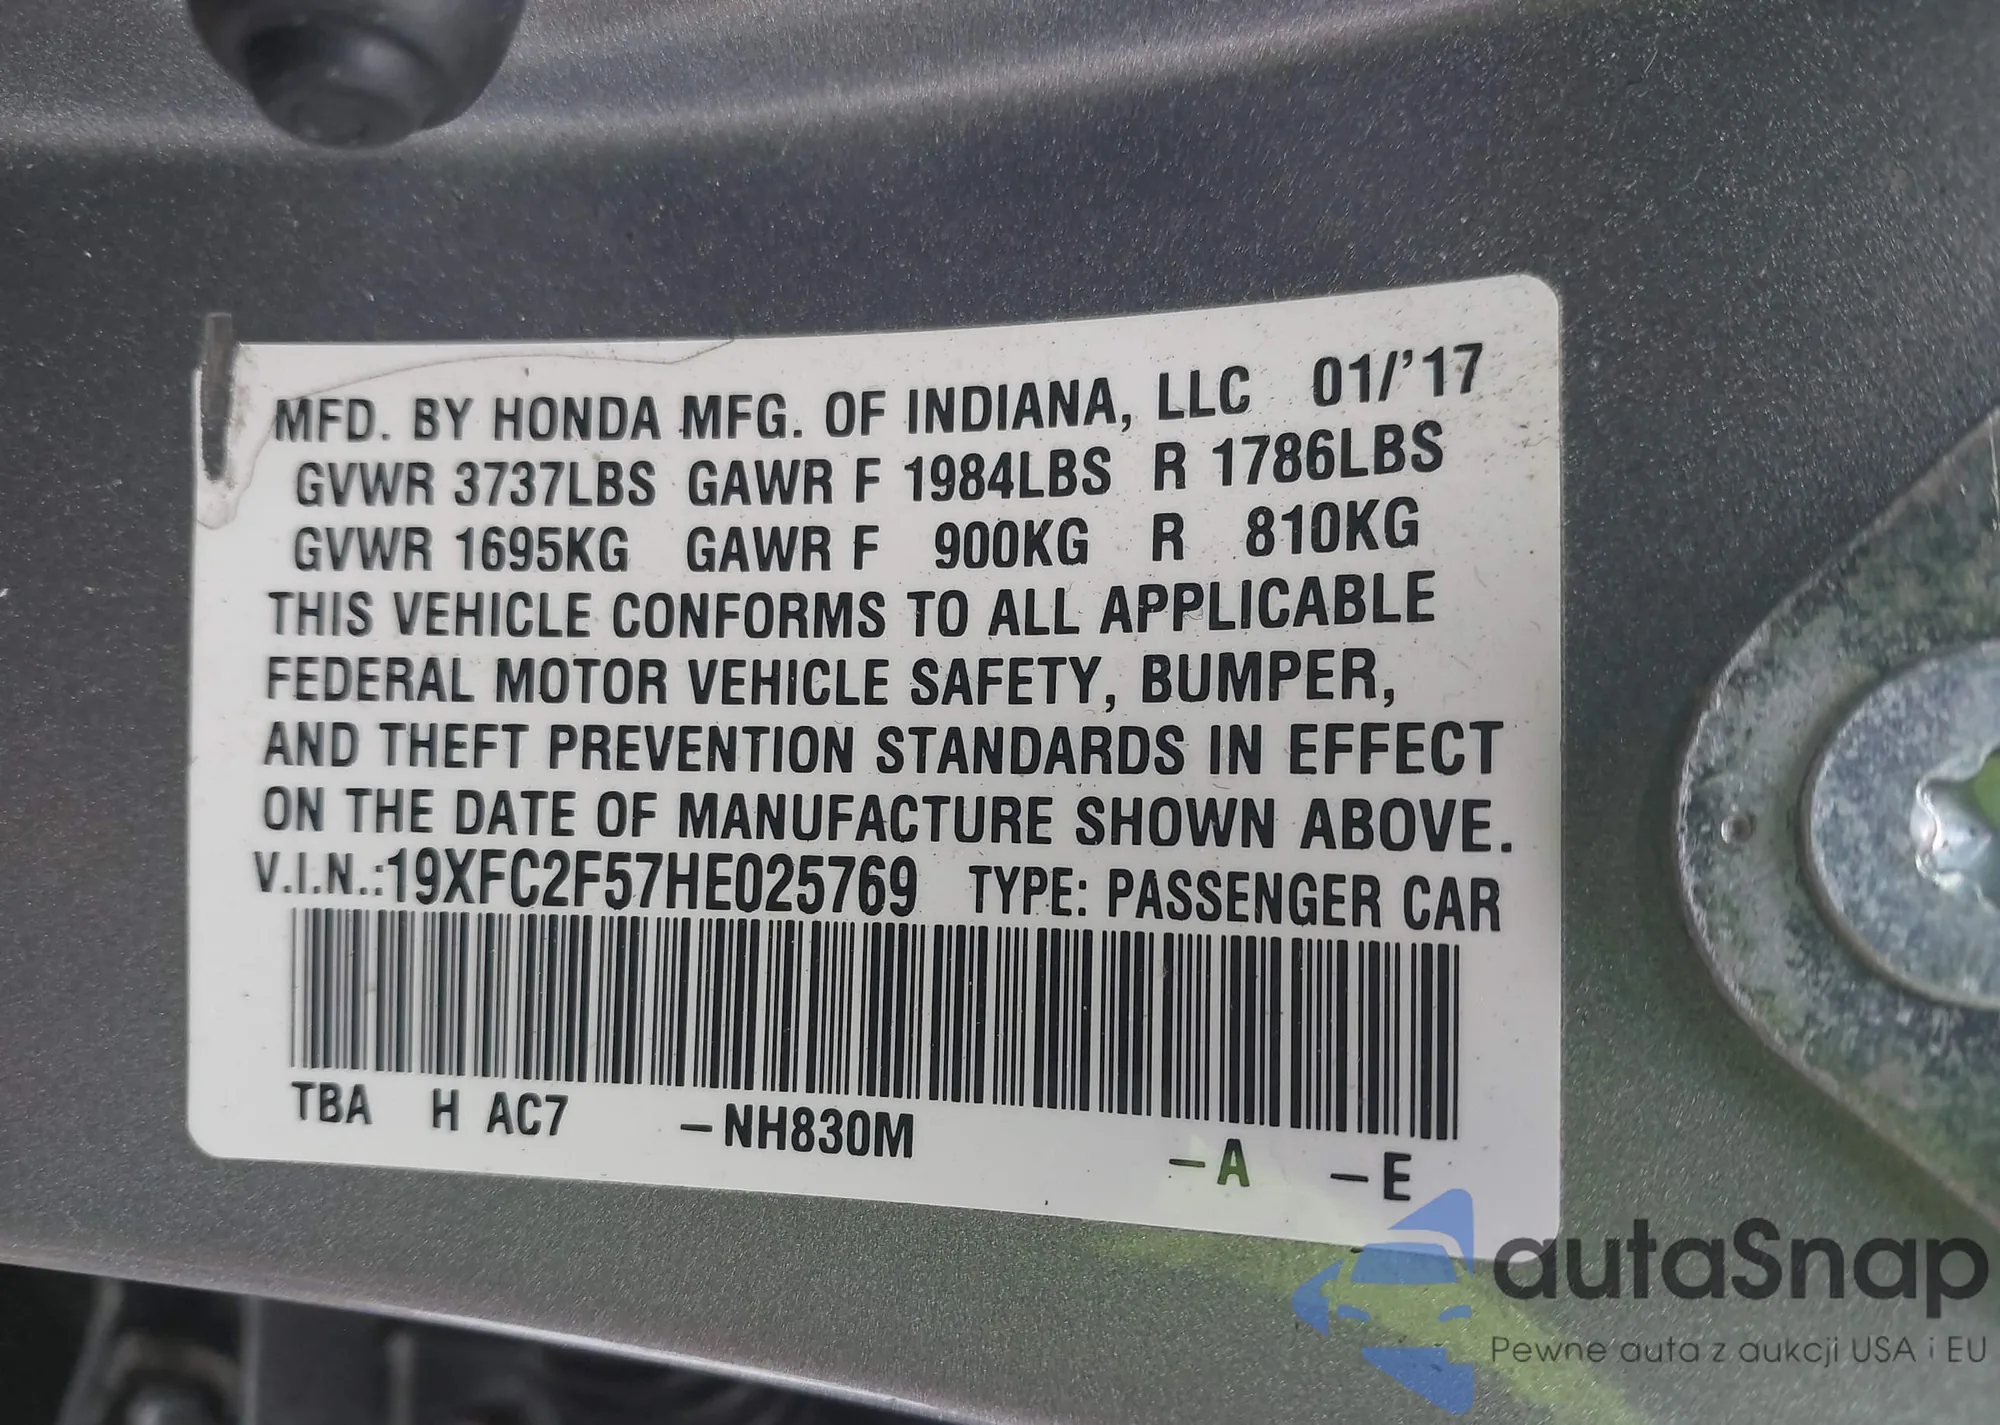 MFD. BY HONDA MFG. OF INDIANA, LLC 01/'17
GVWR 3737LBS GAWR F 1984LBS R 1786LBS
GVWR 1695KG GAWR F 900KG R 810KG
THIS VEHICLE CONFORMS TO ALL APPLICABLE
FEDERAL MOTOR VEHICLE SAFETY, BUMPER,
AND THEFT PREVENTION STANDARDS IN EFFECT
ON THE DATE OF MANUFACTURE SHOWN ABOVE.
V.I.N.:19XFC2F57HE025769 TYPE: PASSENGER CAR
TBA H AC7 –NH830M –A –E
autaSnap
Pewne auta z aukcji USA i EU